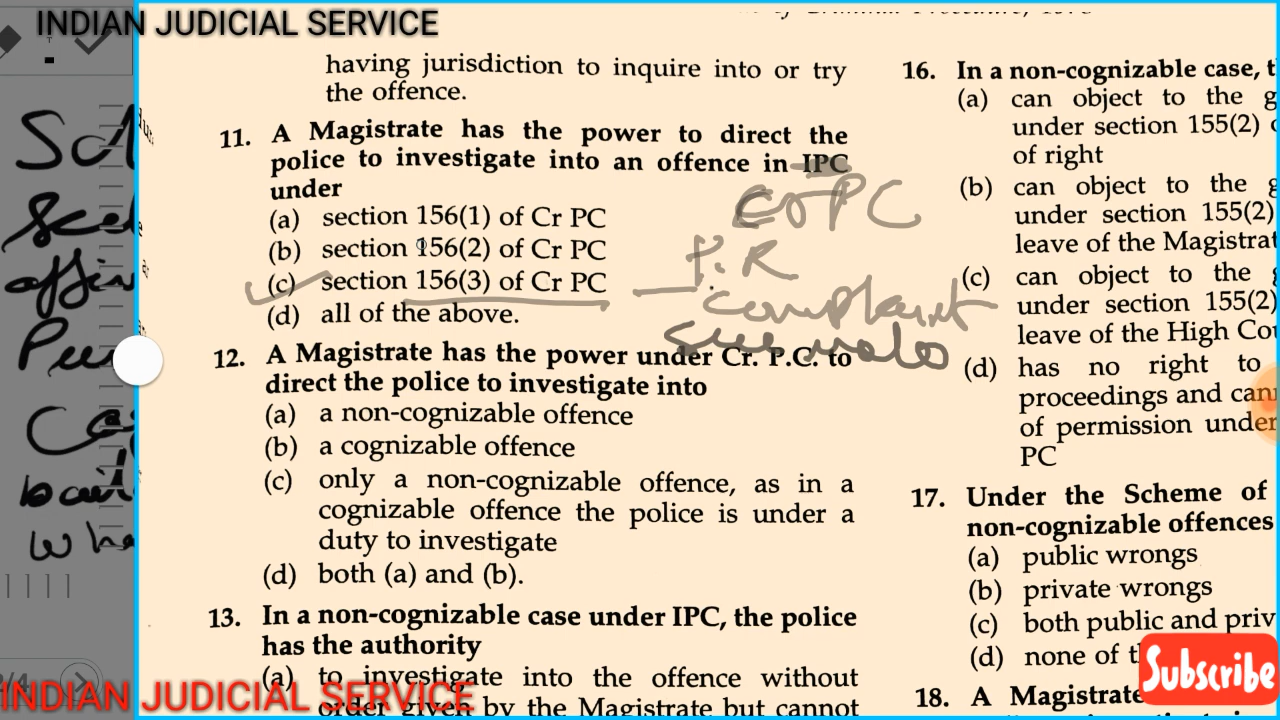 INDIAN JUDICIAL SERVICE
having jurisdiction to inquire into or try
the offence.
11. A Magistrate has the power to direct the
police to investigate into an offence in IPC
under
(a) section 156(1) of Cr PC
(b) section 156(2) of Cr PC
(c) section 156(3) of Cr PC
(d) all of the above.
P.R
complaint
12. A Magistrate has the power under Cr. P.C. to
direct the police to investigate into
(a) a non-cognizable offence
(b) a cognizable offence
(c) only a non-cognizable offence, as in a
cognizable offence the police is under a
duty to investigate
(d) both (a) and (b).
13. In a non-cognizable case under IPC, the police
has the authority
(a) to investigate into the offence without
order given by the Magistrate but cannot
16. In a non-cognizable case, t
(a) can object to the g
under section 155(2)
of right
(b) can object to the g
under section 155(2)
leave of the Magistrat
(c) can object to the g
under section 155(2)
leave of the High Cou
(d) has no right to
proceedings and can
of permission unde
PC
17. Under the Scheme of
non-cognizable offences
(a) public wrongs
(b) private wrongs
(c) both public and priv
(d) none of t
18. A Magistrate
Subscribe
INDIAN JUDICIAL SERVICE